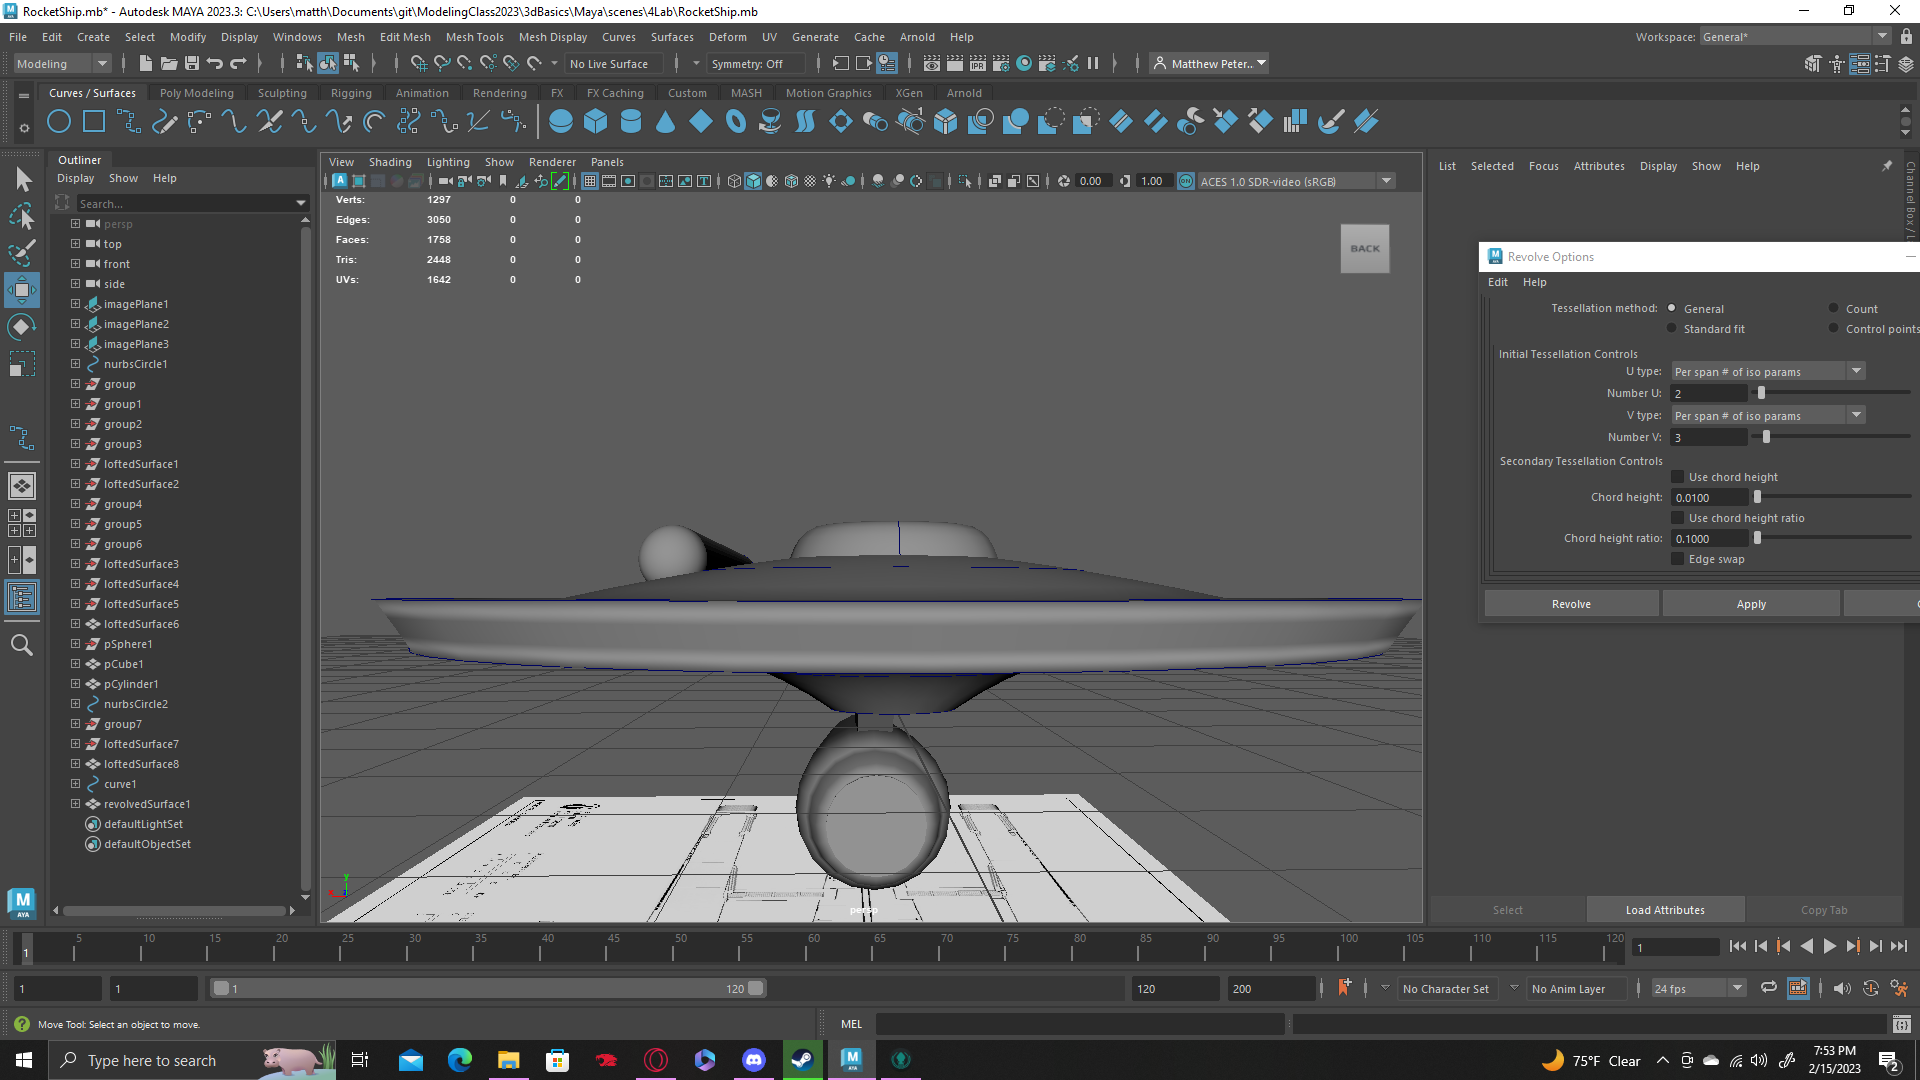 RocketShip.mb* - Autodesk MAYA 2023.3: C:\Users\matth\Documents\git\ModelingClass2023\3dBasics\Maya\scenes\4Lab\RocketShip.mb
File Edit Create Select Modify Display Windows Mesh Edit Mesh Mesh Tools Mesh Display Curves Surfaces Deform UV Generate Cache Arnold Help
Workspace: General*
Modeling
No Live Surface
Symmetry: Off
Matthew Peter..
Curves / Surfaces Poly Modeling Sculpting Rigging Animation Rendering FX FX Caching Custom MASH Motion Graphics XGen Arnold
IPR
Outliner
Display Show Help
Search...
persp
top
front
side
imagePlane1
imagePlane2
imagePlane3
nurbsCircle1
group
group1
group2
group3
loftedSurface1
loftedSurface2
group4
group5
group6
loftedSurface3
loftedSurface4
loftedSurface5
loftedSurface6
pSphere1
pCube1
pCylinder1
nurbsCircle2
group7
loftedSurface7
loftedSurface8
curve1
revolvedSurface1
defaultLightSet
defaultObjectSet
View Shading Lighting Show Renderer Panels
0.00
1.00
ACES 1.0 SDR-video (sRGB)
Verts: 1297 0 0
Edges: 3050 0 0
Faces: 1758 0 0
Tris: 2448 0 0
UVs: 1642 0 0
BACK
persp
y
x
List Selected Focus Attributes Display Show Help
Channel Box / L
Revolve Options
Edit Help
Tessellation method: General Count
Standard fit Control points
Initial Tessellation Controls
U type: Per span # of iso params
Number U: 2
V type: Per span # of iso params
Number V: 3
Secondary Tessellation Controls
Use chord height
Chord height: 0.0100
Use chord height ratio
Chord height ratio: 0.1000
Edge swap
Revolve Apply
Select Load Attributes Copy Tab
M
AYA
1 5 10 15 20 25 30 35 40 45 50 55 60 65 70 75 80 85 90 95 100 105 110 115 120
1
1 1 1 120 120 200
No Character Set
No Anim Layer
24 fps
Move Tool: Select an object to move.
MEL
Type here to search
75°F Clear
7:53 PM
2/15/2023
2